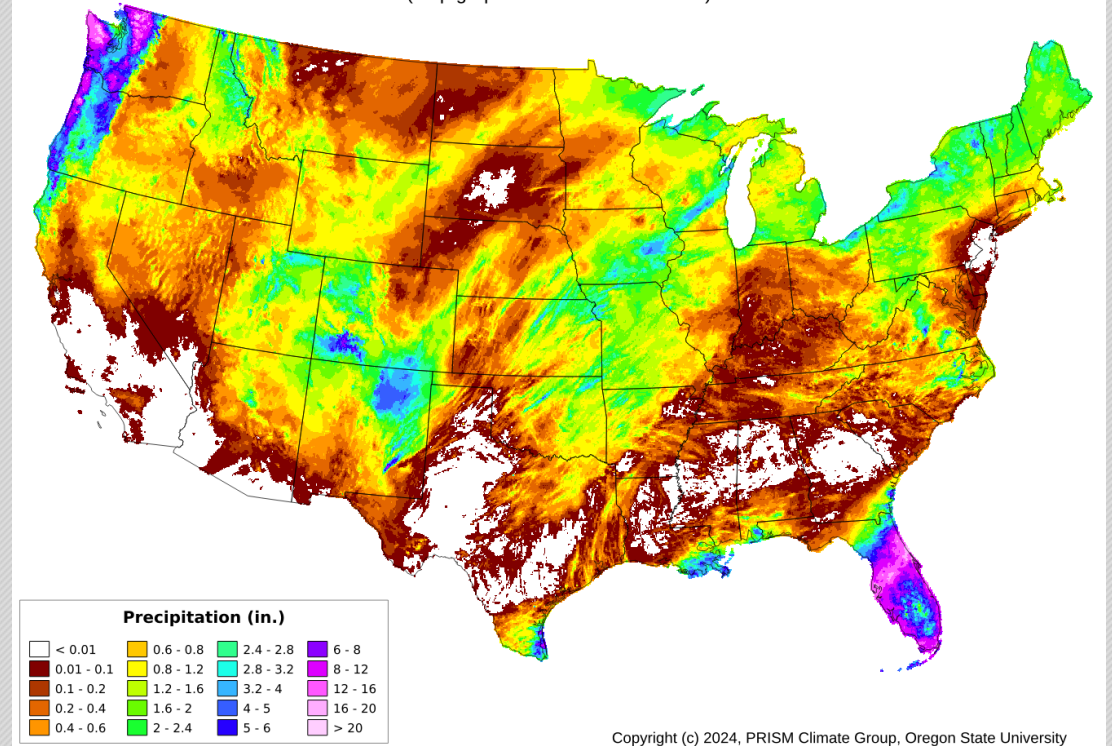 Precipitation (in.)
< 0.01
0.01 - 0.1
0.1 - 0.2
0.2 - 0.4
0.4 - 0.6
0.6 - 0.8
0.8 - 1.2
1.2 - 1.6
1.6 - 2
2 - 2.4
2.4 - 2.8
2.8 - 3.2
3.2 - 4
4 - 5
5 - 6
6 - 8
8 - 12
12 - 16
16 - 20
> 20
Copyright (c) 2024, PRISM Climate Group, Oregon State University